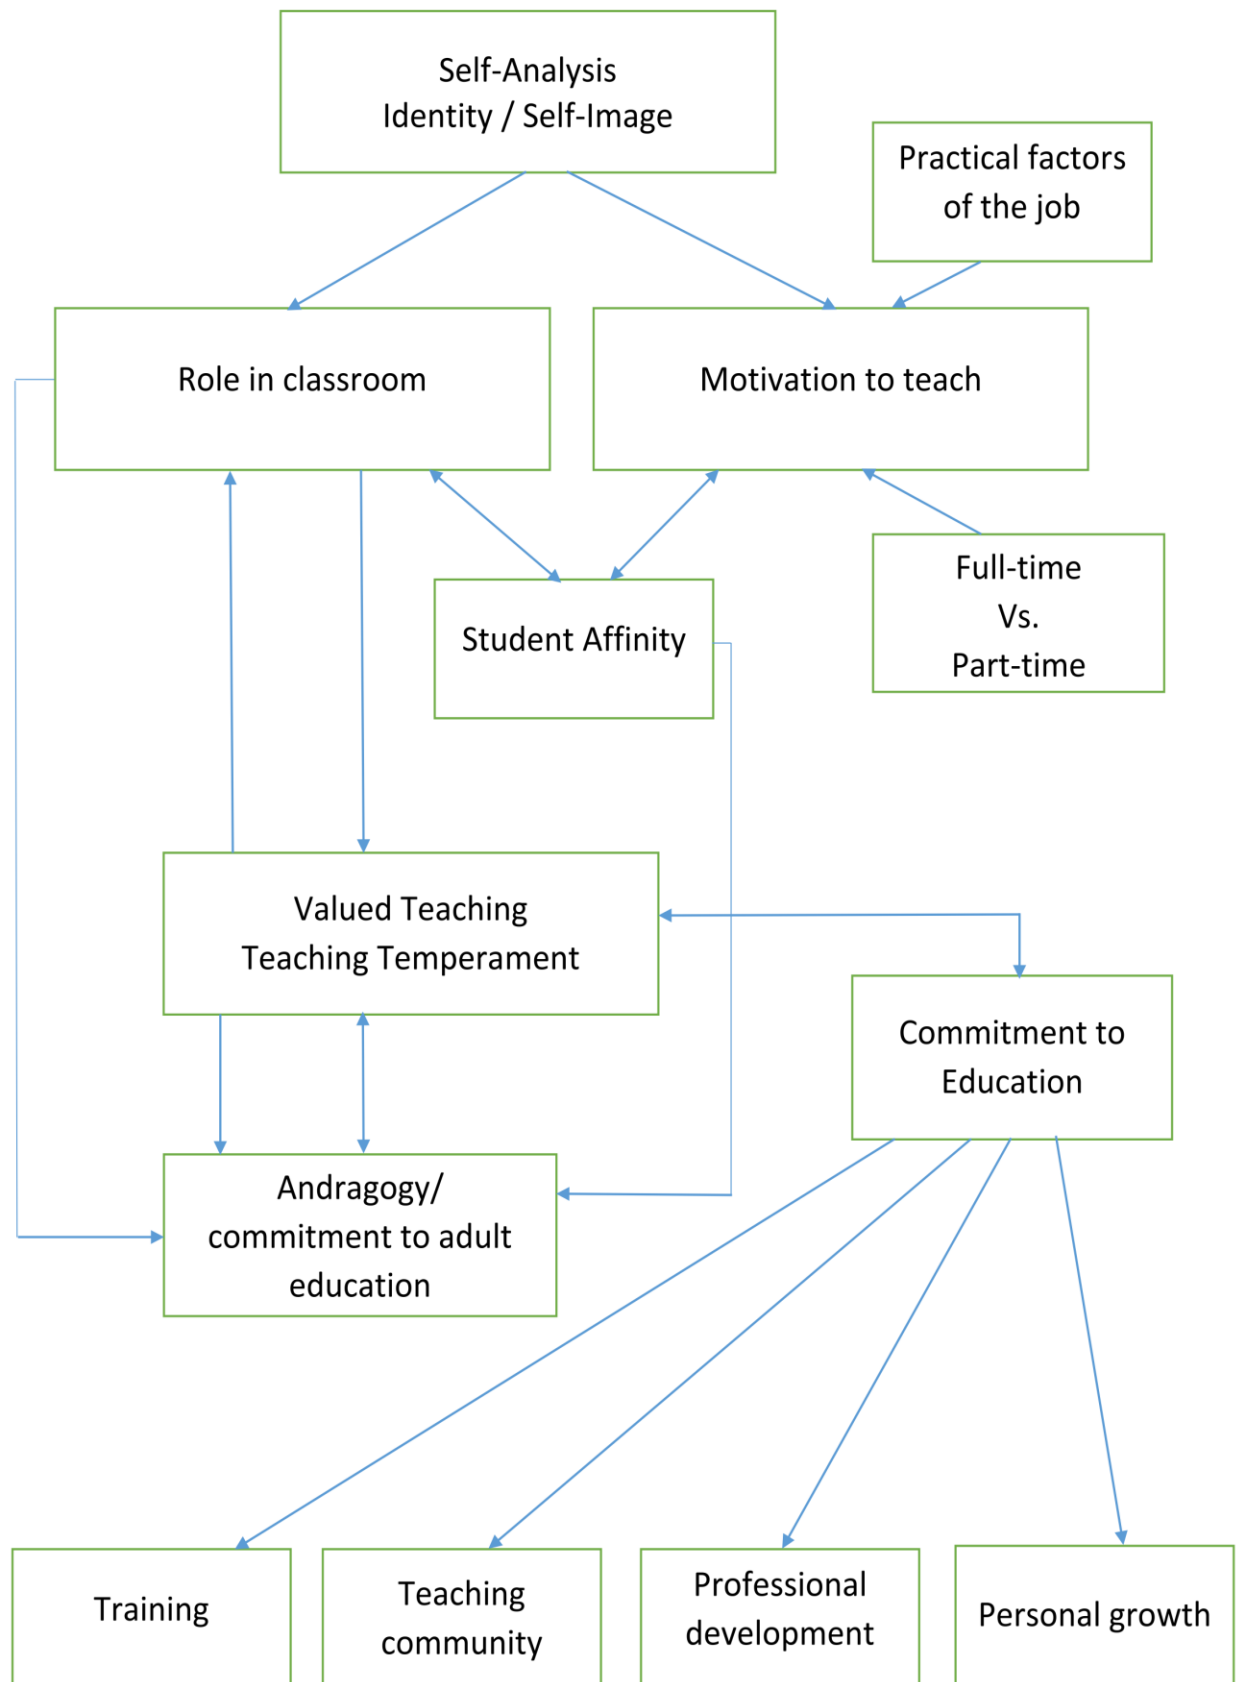 Self-Analysis
Identity / Self-Image
Practical factors
of the job
Role in classroom
Motivation to teach
Full-time
Vs.
Part-time
Student Affinity
Valued Teaching
Teaching Temperament
Commitment to
Education
Andragogy/
commitment to adult
education
Training
Teaching
community
Professional
development
Personal growth